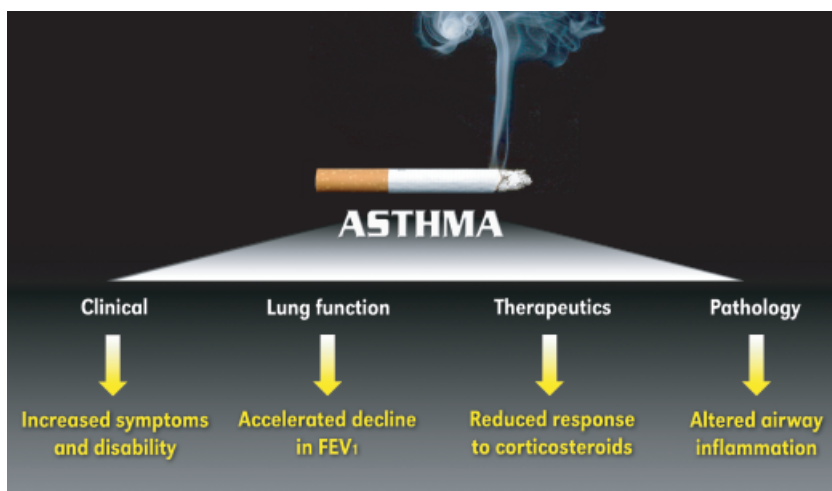 ASTHMA
Clinical
Lung function
Therapeutics
Pathology
Increased symptoms
and disability
Accelerated decline
in FEV1
Reduced response
to corticosteroids
Altered airway
inflammation